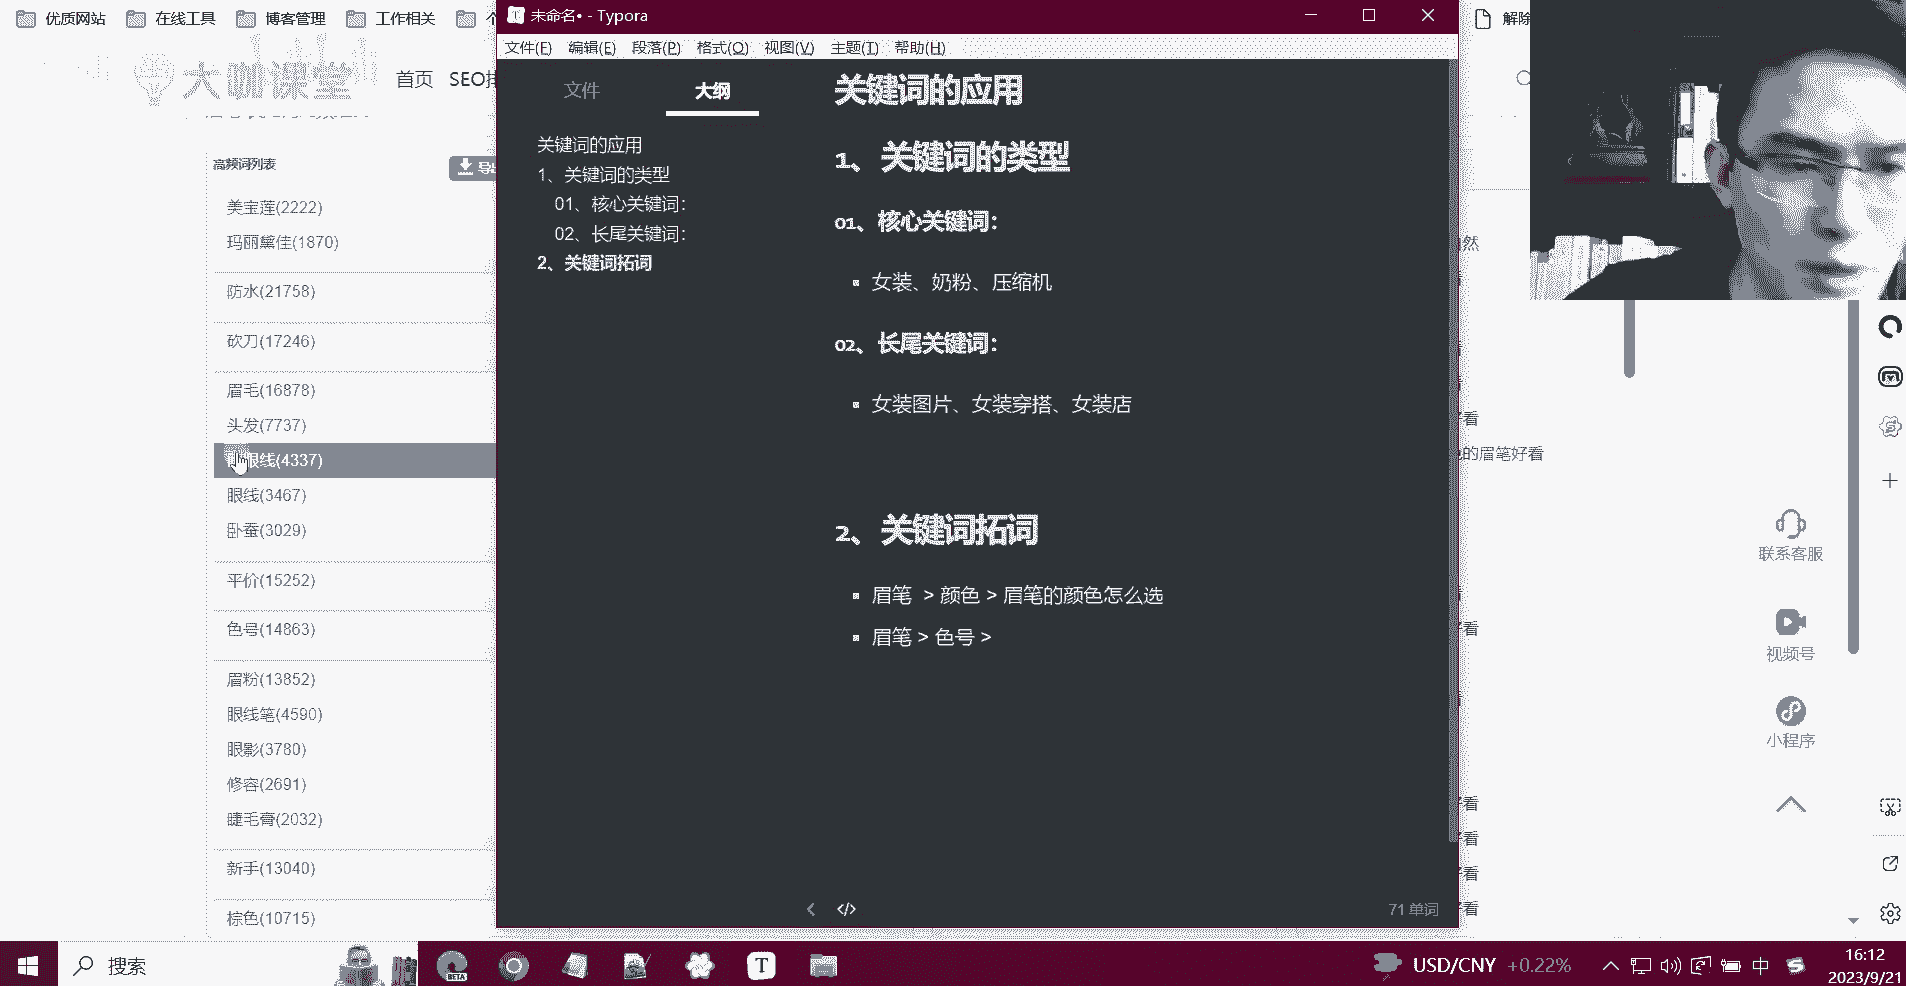 优质网站
在线工具
博客管理
工作相关
未命名• - Typora
解除
文件(F) 编辑(E) 段落(P) 格式(O) 视图(V) 主题(T) 帮助(H)
大咖课堂
首页
SEO
文件
大纲
关键词的应用
1、关键词的类型
01、核心关键词：
02、长尾关键词：
2、关键词拓词
关键词的应用
1、 关键词的类型
01、核心关键词：
女装、奶粉、压缩机
02、长尾关键词：
女装图片、女装穿搭、女装店
2、 关键词拓词
眉笔 > 颜色 > 眉笔的颜色怎么选
眉笔 > 色号 >
71 单词
高频词列表
导
美宝莲(2222)
玛丽黛佳(1870)
防水(21758)
砍刀(17246)
眉毛(16878)
头发(7737)
眼线(4337)
眼线(3467)
卧蚕(3029)
平价(15252)
色号(14863)
眉粉(13852)
眼线笔(4590)
眼影(3780)
修容(2691)
睫毛膏(2032)
新手(13040)
棕色(10715)
然
看
的眉笔好看
看
看
看
看
看
联系客服
视频号
小程序
搜索
BETA
USD/CNY +0.22%
中
16:12
2023/9/21